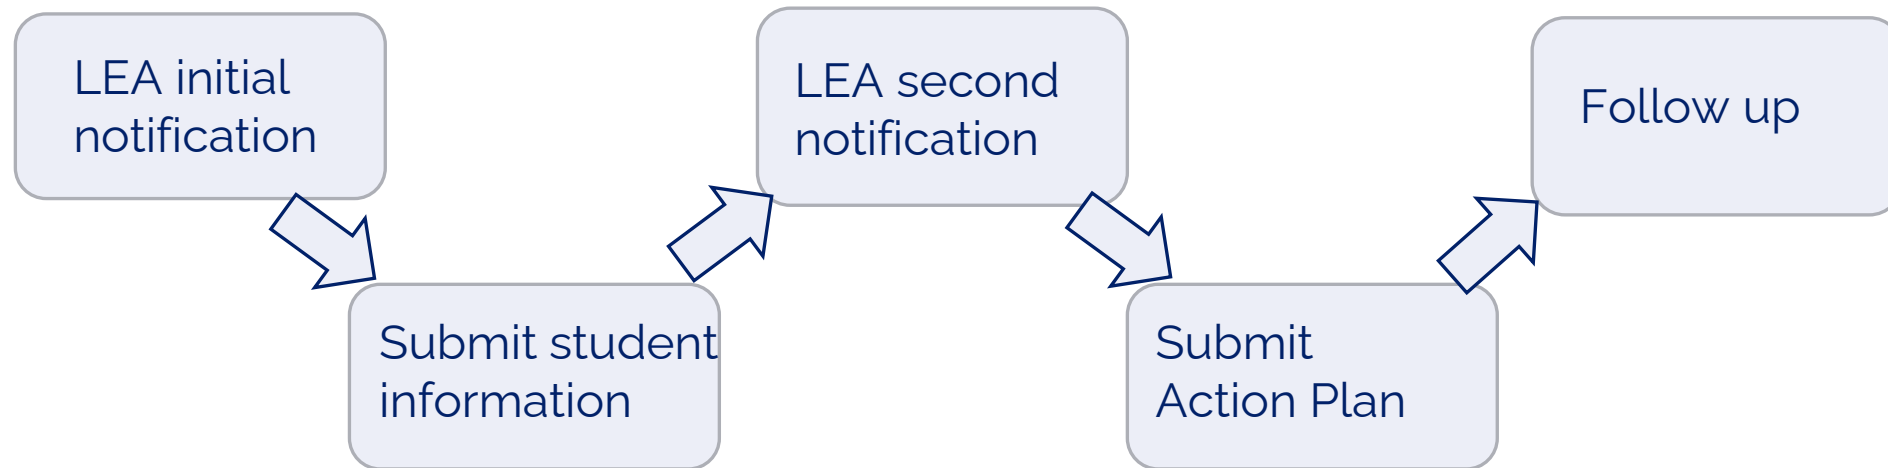 LEA initial
notification
Submit student
information
LEA second
notification
Submit
Action Plan
Follow up